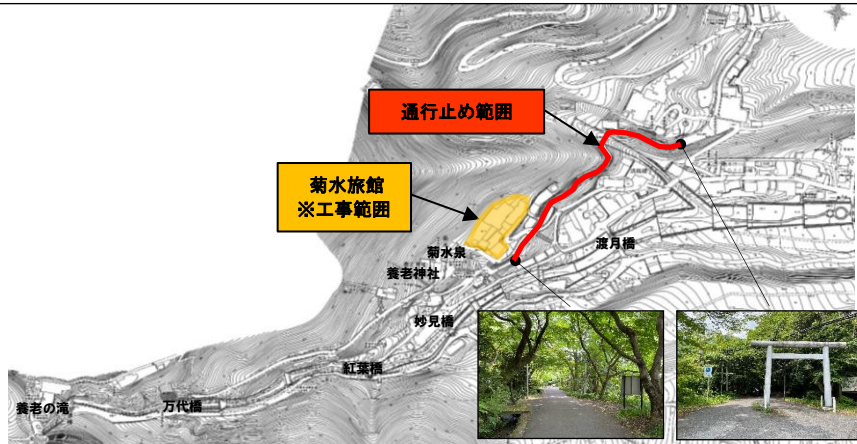 通行止め範囲
菊水旅館
※工事範囲
渡月橋
菊水泉
養老神社
妙見橋
紅葉橋
万代橋
養老の滝